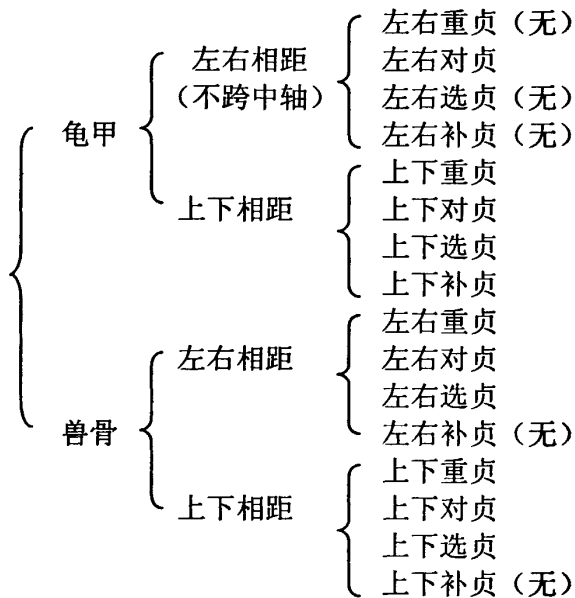 左右重贞（无）
左右相距
左右对贞
（不跨中轴）
左右选贞（无）
龟甲
左右补贞（无）
上下重贞
上下相距
上下对贞
上下选贞
上下补贞
左右重贞
左右相距
左右对贞
左右选贞
兽骨
左右补贞（无）
上下重贞
上下相距
上下对贞
上下选贞
上下补贞（无）